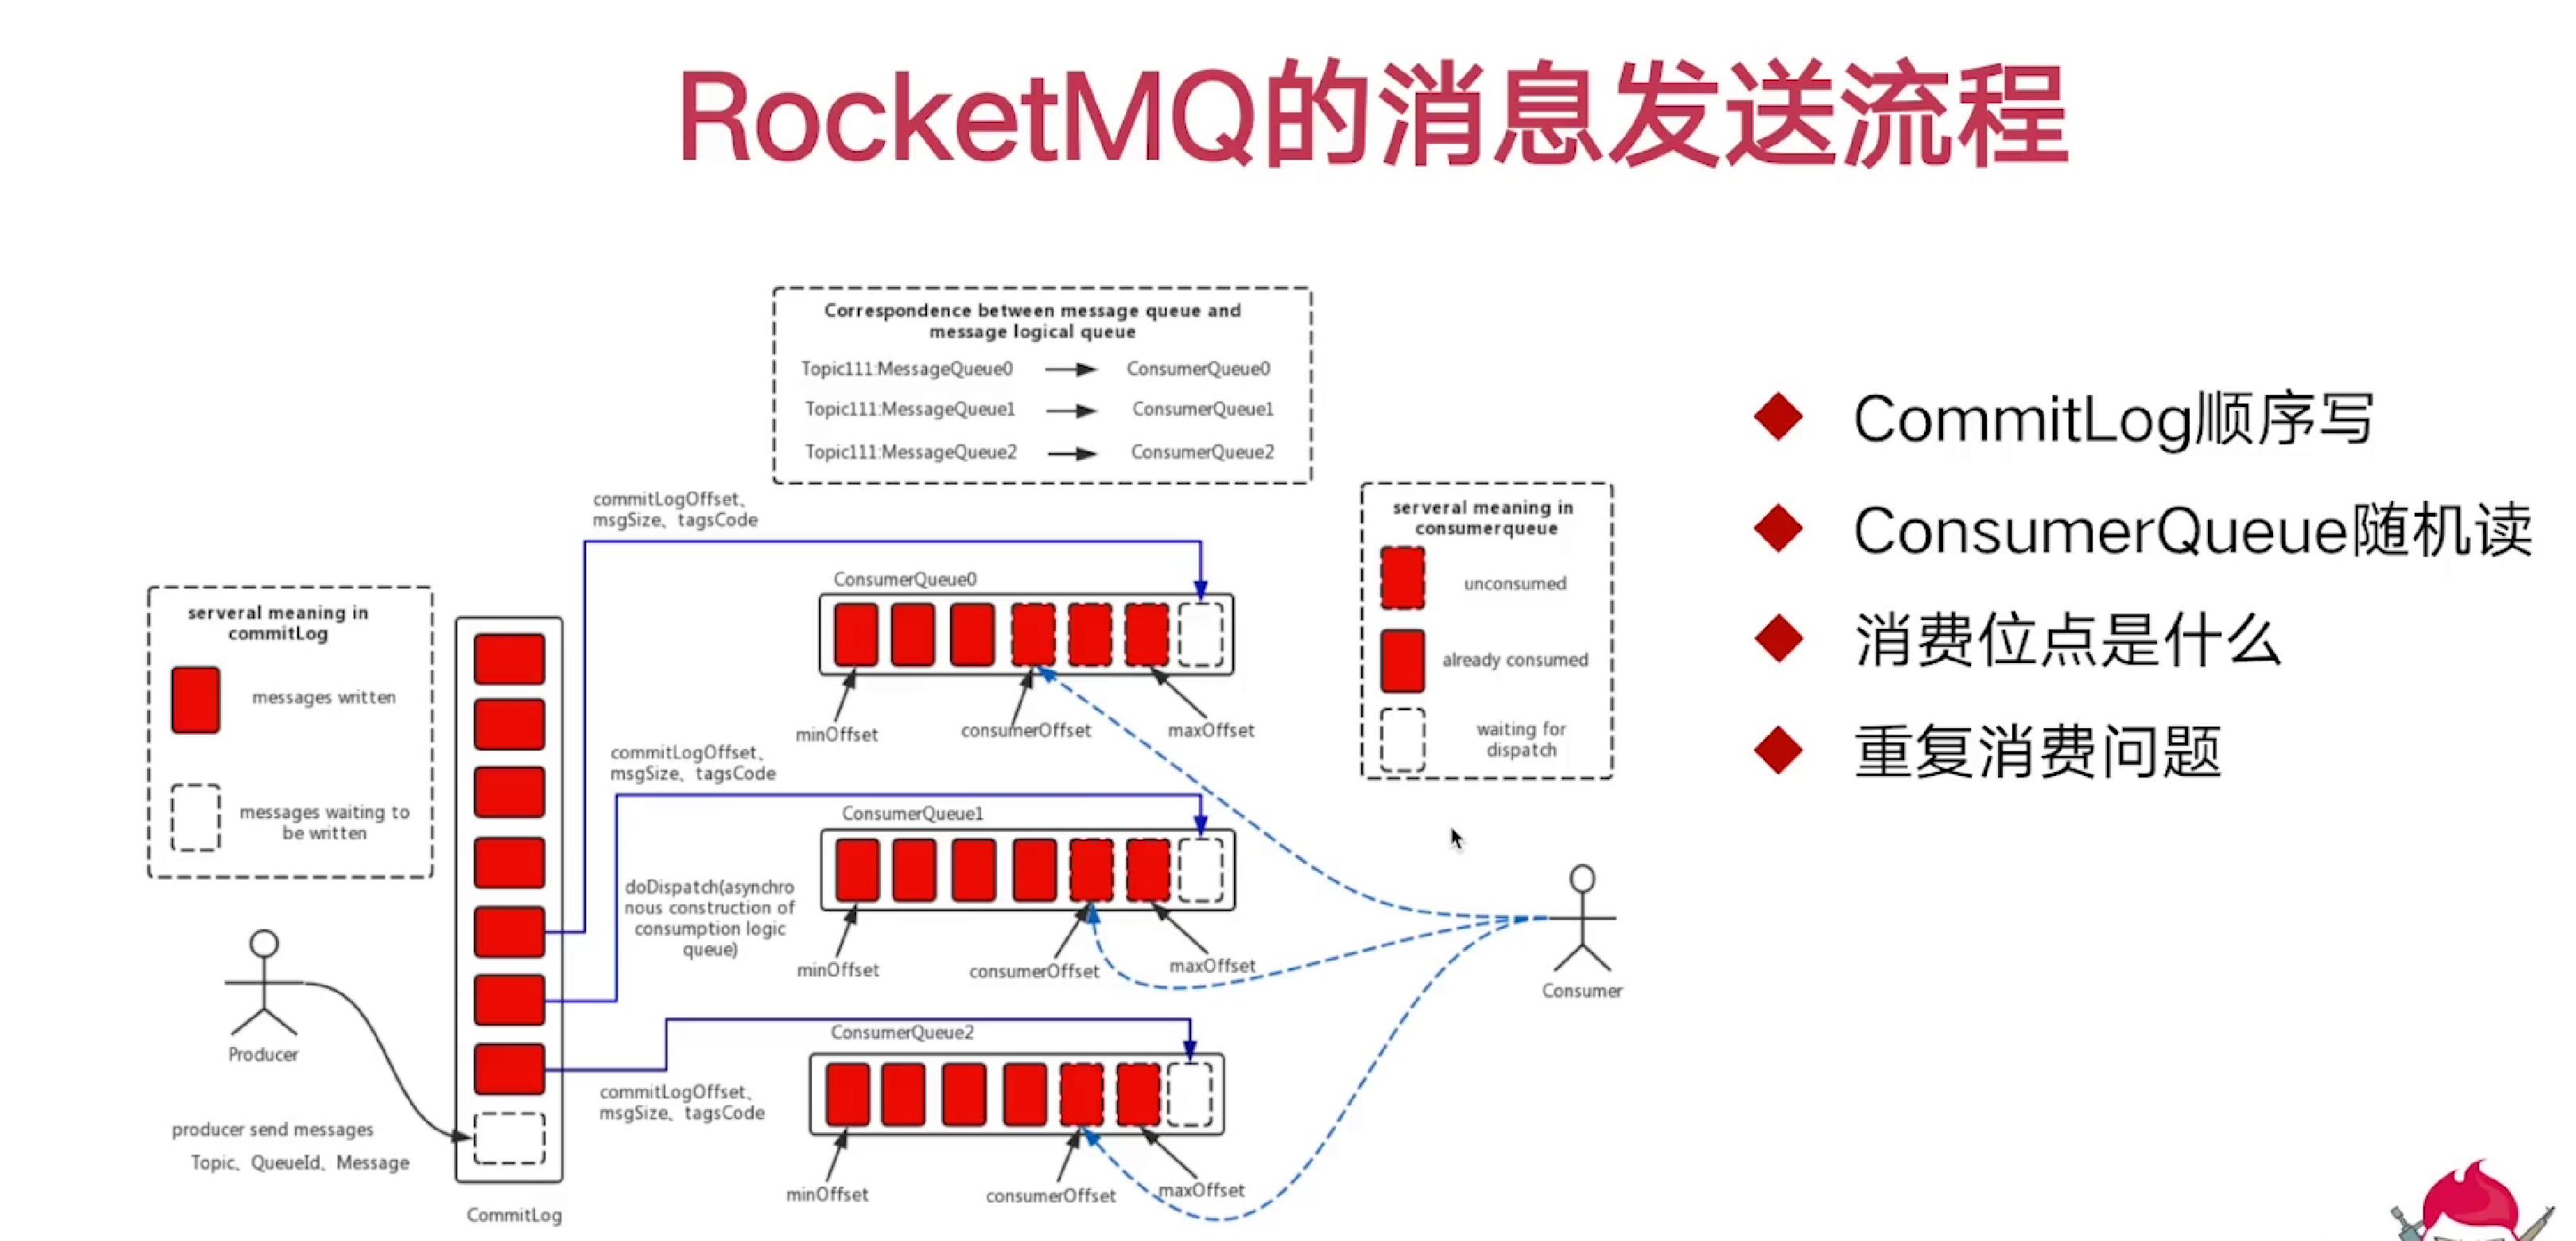 RocketMQ的消息发送流程
Correspondence between message queue and
message logical queue
Topic111:MessageQueue0
ConsumerQueue0
Topic111:MessageQueue1
ConsumerQueue1
Topic111:MessageQueue2
ConsumerQueue2
commitLogOffset、
msgSize、tagsCode
serveral meaning in
consumerqueue
unconsumed
already consumed
waiting for
dispatch
serveral meaning in
commitLog
messages written
messages waiting to
be written
ConsumerQueue0
minOffset
consumerOffset
maxOffset
commitLogOffset、
msgSize、tagsCode
ConsumerQueue1
doDispatch(asynchro
nous construction of
consumption logic
queue)
minOffset
consumerOffset
maxOffset
Consumer
ConsumerQueue2
Producer
commitLogOffset、
msgSize、tagsCode
producer send messages
Topic、QueueId、Message
minOffset
consumerOffset
maxOffset
CommitLog
CommitLog顺序写
ConsumerQueue随机读
消费位点是什么
重复消费问题